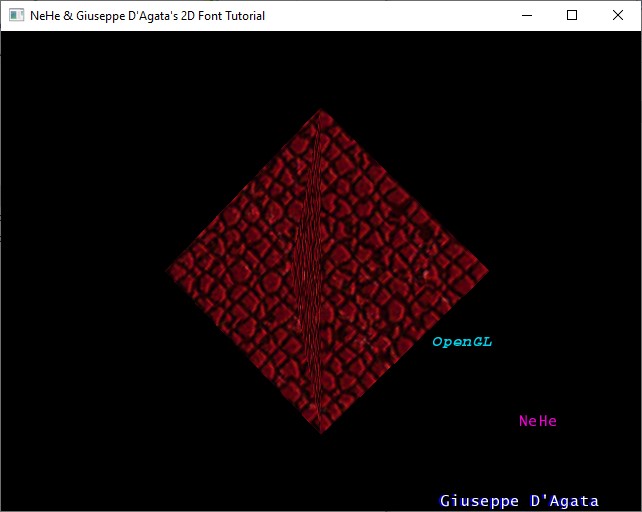 NeHe & Giuseppe D'Agata's 2D Font Tutorial
OpenGL
NeHe
Giuseppe D'Agata